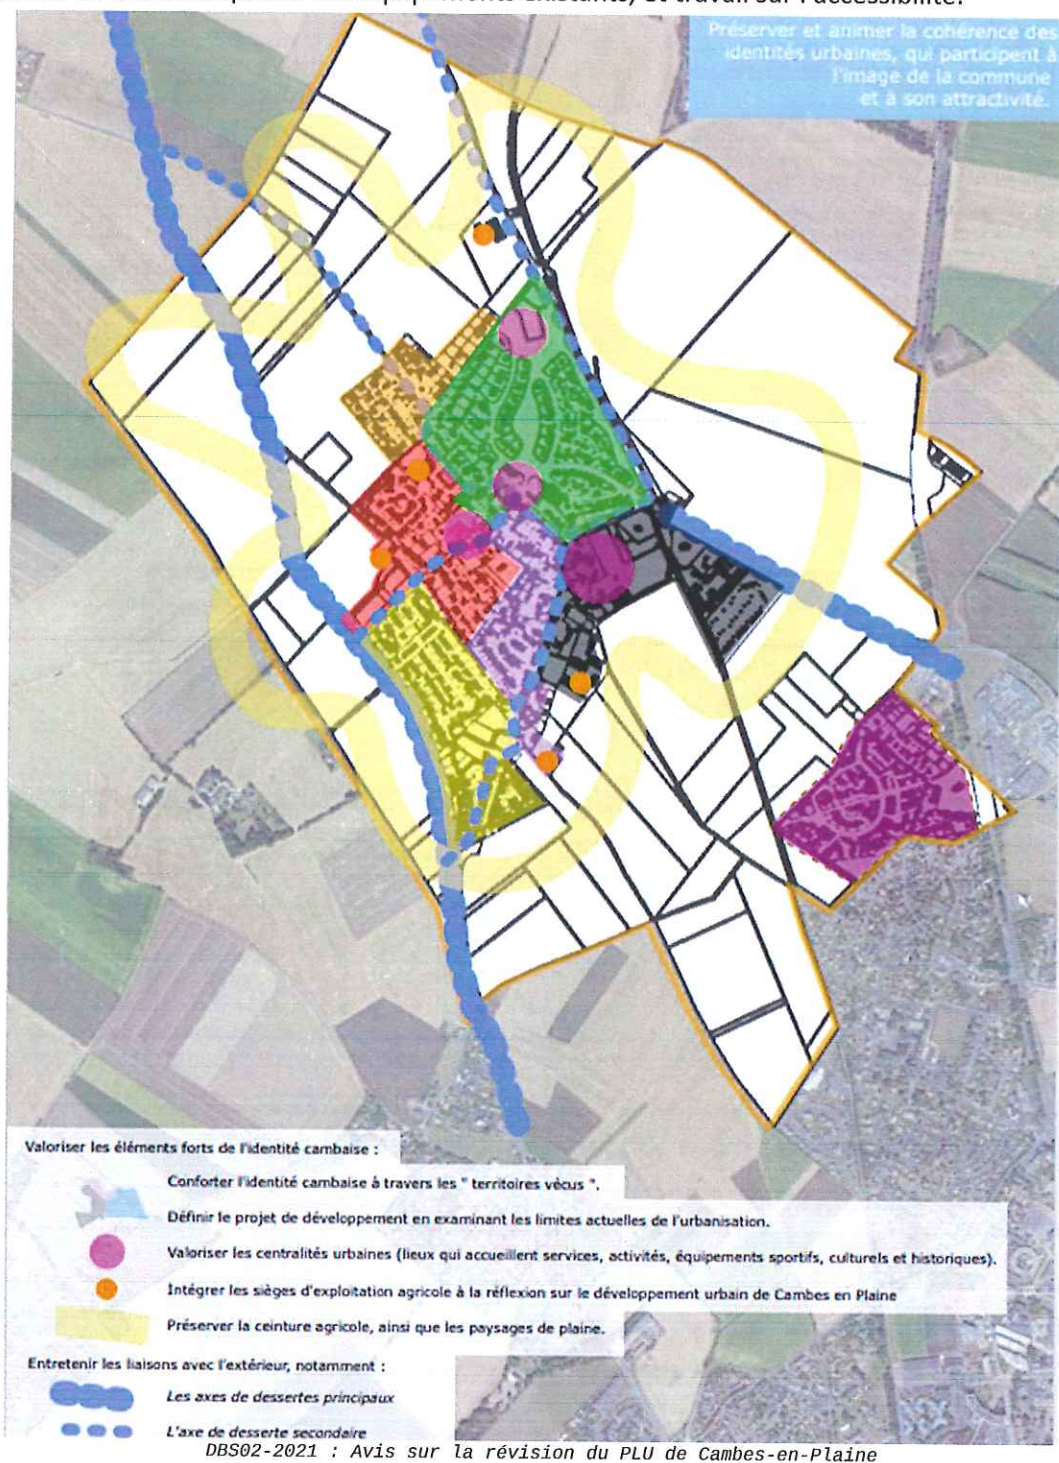 Préserver et animer la cohérence des
identités urbaines, qui participent à
l'image de la commune
et à son attractivité.
Valoriser les éléments forts de l'identité cambaise :
Conforter l'identité cambaise à travers les " territoires vécus ".
Définir le projet de développement en examinant les limites actuelles de l'urbanisation.
Valoriser les centralités urbaines (lieux qui accueillent services, activités, équipements sportifs, culturels et historiques).
Intégrer les sièges d'exploitation agricole à la réflexion sur le développement urbain de Cambes en Plaine
Préserver la ceinture agricole, ainsi que les paysages de plaine.
Entretenir les liaisons avec l'extérieur, notamment :
Les axes de dessertes principaux
L'axe de desserte secondaire
DBS02-2021 : Avis sur la révision du PLU de Cambes-en-Plaine